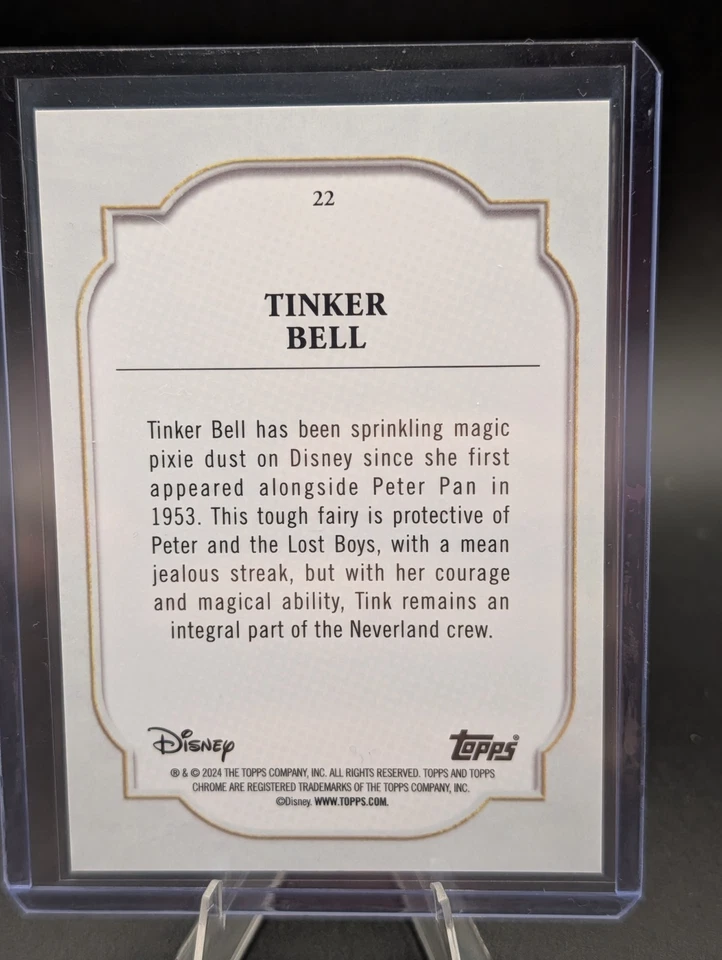 22
TINKER
BELL
Tinker Bell has been sprinkling magic
pixie dust on Disney since she first
appeared alongside Peter Pan in
1953. This tough fairy is protective of
Peter and the Lost Boys, with a mean
jealous streak, but with her courage
and magical ability, Tink remains an
integral part of the Neverland crew.
Disney topps®
® & © 2024 THE TOPPS COMPANY, INC. ALL RIGHTS RESERVED. TOPPS AND TOPPS
CHROME ARE REGISTERED TRADEMARKS OF THE TOPPS COMPANY, INC.
©Disney. WWW.TOPPS.COM.